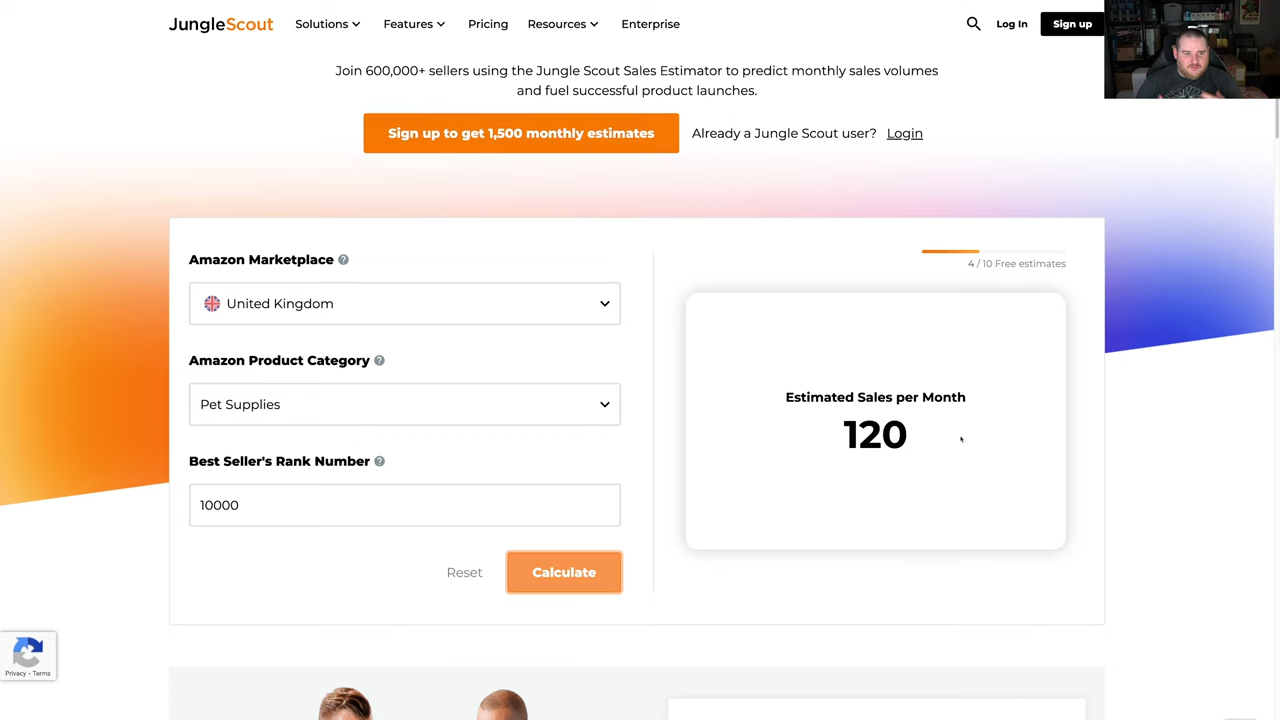 JungleScout
Solutions
Features
Pricing
Resources
Enterprise
Log In
Sign up
Join 600,000+ sellers using the Jungle Scout Sales Estimator to predict monthly sales volumes
and fuel successful product launches.
Sign up to get 1,500 monthly estimates
Already a Jungle Scout user? Login
Amazon Marketplace ?
United Kingdom
Amazon Product Category ?
Pet Supplies
Best Seller's Rank Number ?
10000
Reset
Calculate
4 / 10 Free estimates
Estimated Sales per Month
120
Privacy - Terms